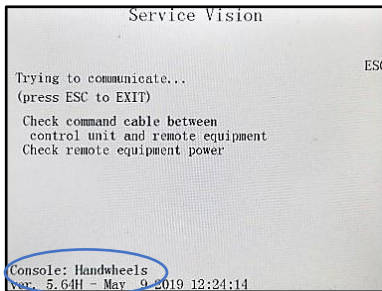 Service Vision
ESC
Trying to communicate...
(press ESC to EXIT)
Check command cable between
control unit and remote equipment
Check remote equipment power
Console: Handwheels
Ver. 5.64H - May 9 2019 12:24:14